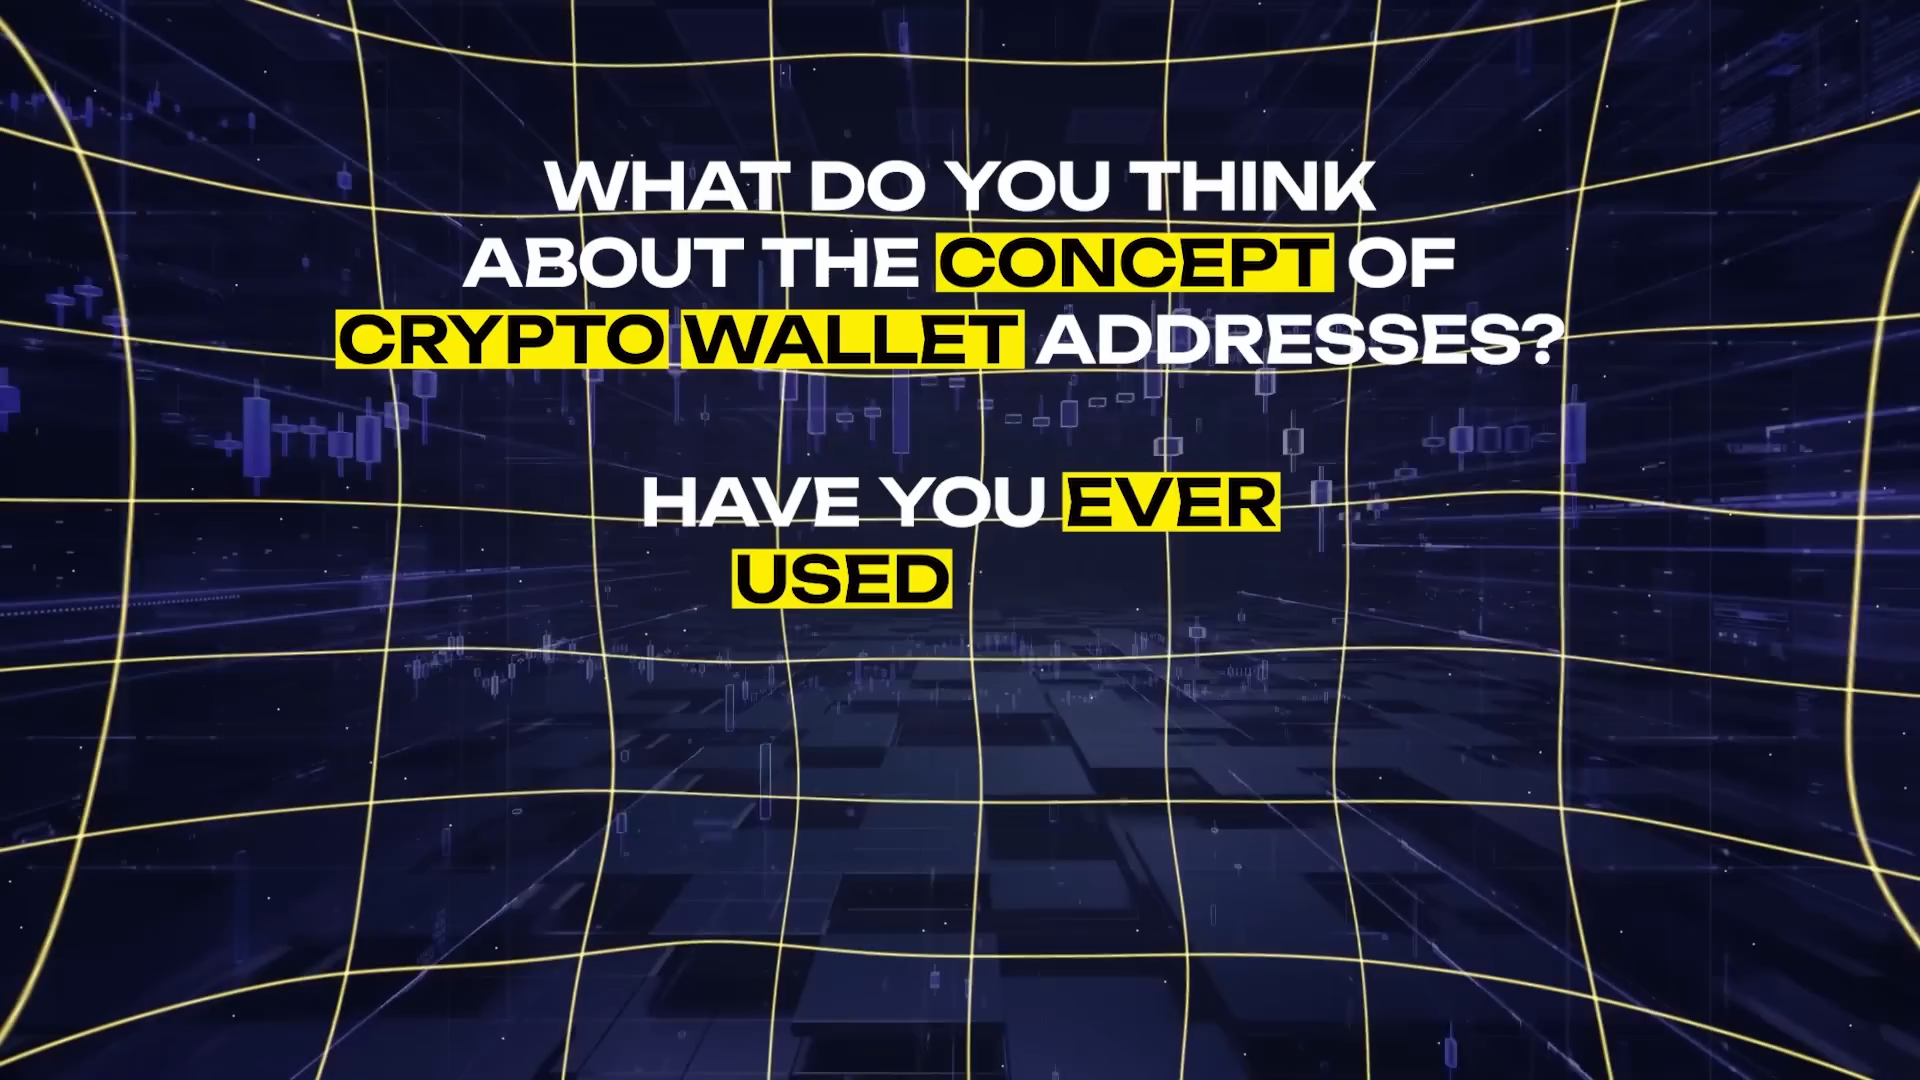 WHAT DO YOU THINK
ABOUT THE CONCEPT OF
CRYPTO WALLET ADDRESSES?
HAVE YOU EVER
USED